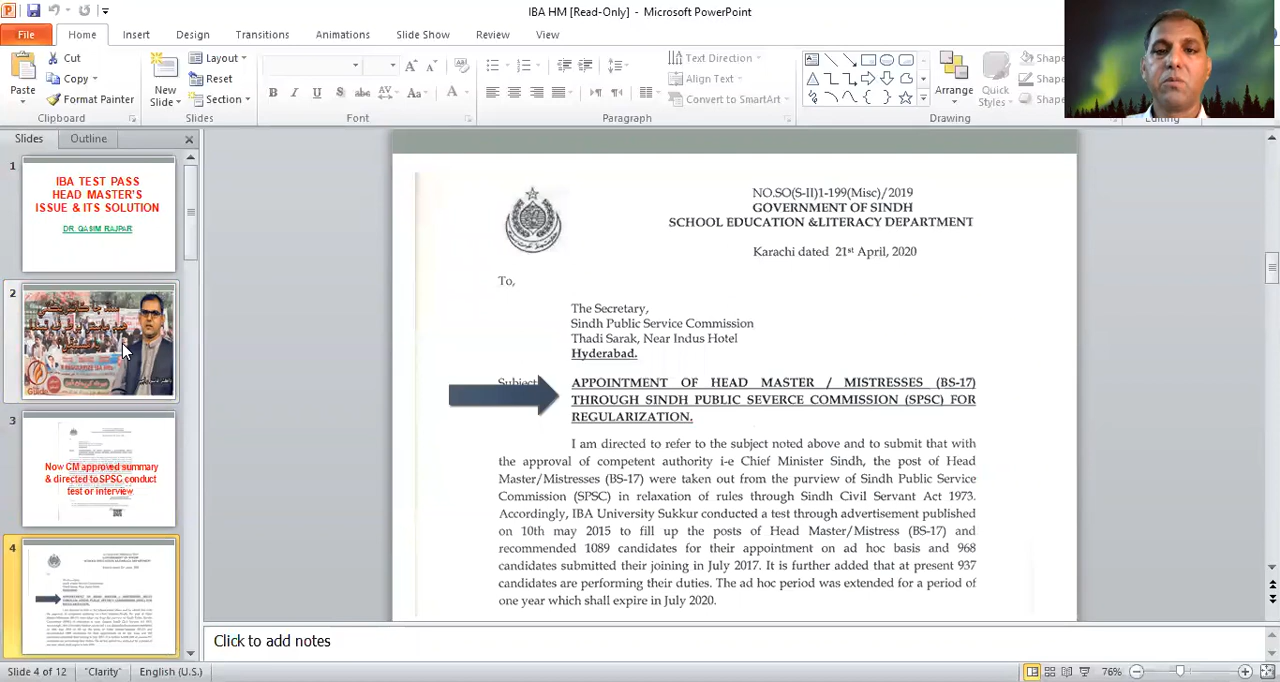 IBA HM [Read-Only] - Microsoft PowerPoint
File Home Insert Design Transitions Animations Slide Show Review View
Paste
Cut
Copy
Format Painter
Clipboard
New Slide
Layout
Reset
Section
Slides
Font
Text Direction
Align Text
Convert to SmartArt
Paragraph
Arrange
Quick Styles
Drawing
Editing
Slides Outline
1
IBA TEST PASS
HEAD MASTER'S
ISSUE & ITS SOLUTION
DR. QASIM RAJPAR
2
3
Now CM approved summary
& directed to SPSC conduct
test or interview
4
NO.SO(S-II)1-199(Misc)/2019
GOVERNMENT OF SINDH
SCHOOL EDUCATION &LITERACY DEPARTMENT
Karachi dated 21st April, 2020
To,
The Secretary,
Sindh Public Service Commission
Thadi Sarak, Near Indus Hotel
Hyderabad.
Subject
APPOINTMENT OF HEAD MASTER / MISTRESSES (BS-17)
THROUGH SINDH PUBLIC SEVERCE COMMISSION (SPSC) FOR
REGULARIZATION.
I am directed to refer to the subject noted above and to submit that with
the approval of competent authority i-e Chief Minister Sindh, the post of Head
Master/Mistresses (BS-17) were taken out from the purview of Sindh Public Service
Commission (SPSC) in relaxation of rules through Sindh Civil Servant Act 1973.
Accordingly, IBA University Sukkur conducted a test through advertisement published
on 10th may 2015 to fill up the posts of Head Master/Mistress (BS-17) and
recommend 1089 candidates for their appointment on ad hoc basis and 968
candidates submitted their joining in July 2017. It is further added that at present 937
candidates are performing their duties. The ad hoc period was extended for a period of
which shall expire in July 2020.
Click to add notes
Slide 4 of 12 "Clarity" English (U.S.) 76%